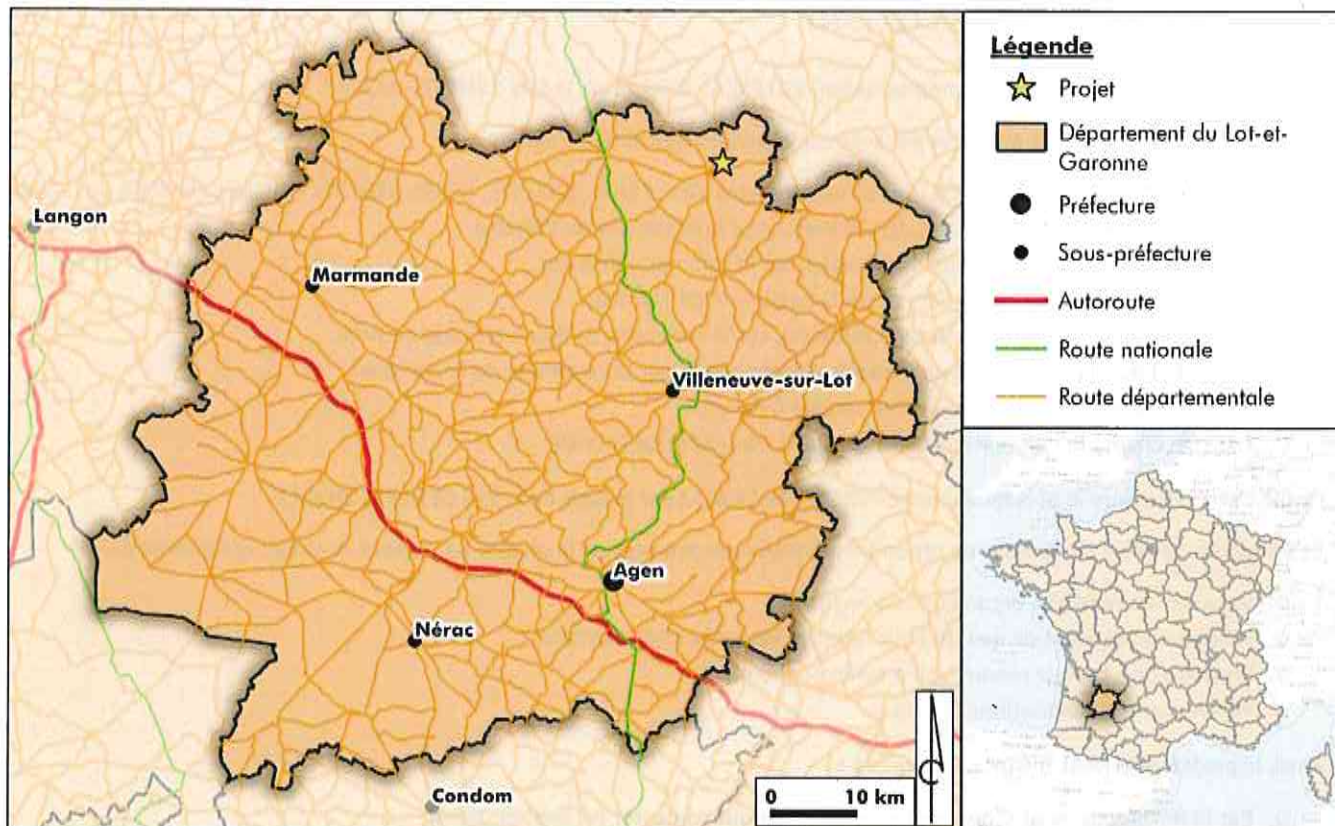 Langon
Marmande
Villeneuve-sur-Lot
Agen
Nérac
Condom
0 10 km
Légende
Projet
Département du Lot-et-
Garonne
Préfecture
Sous-préfecture
Autoroute
Route nationale
Route départementale